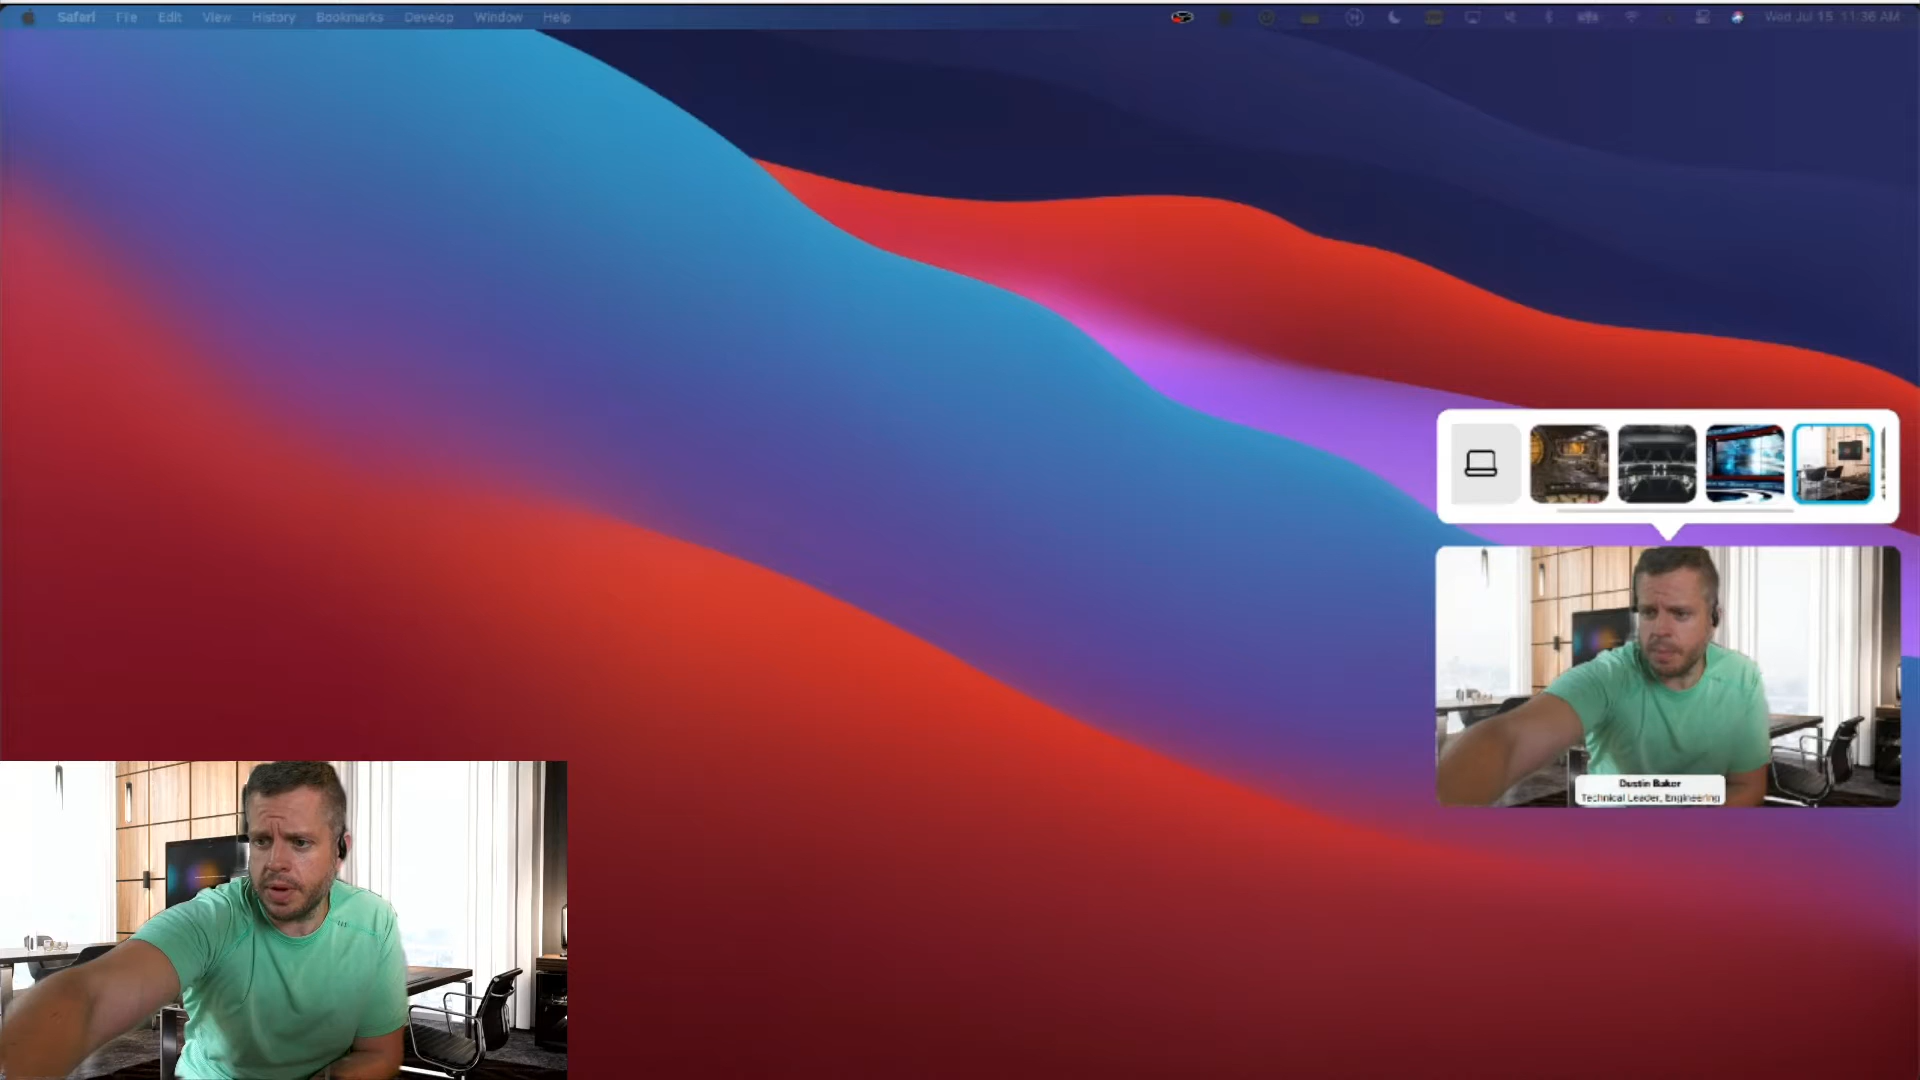 Safari File Edit View History Bookmarks Develop Window Help Wed Jul 15 11:36 AM
Dustin Baker
Technical Leader, Engineering